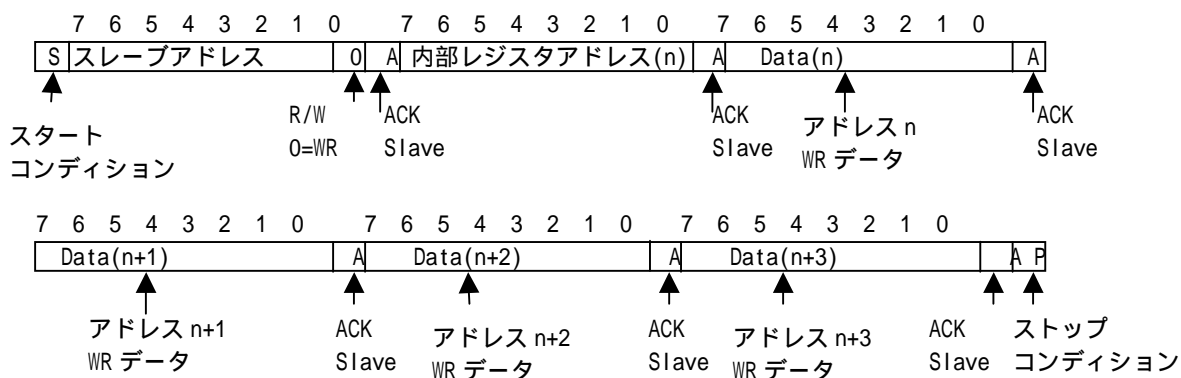 7 6 5 4 3 2 1 0 7 6 5 4 3 2 1 0 7 6 5 4 3 2 1 0
S スレーブアドレス 0 A 内部レジスタアドレス(n) A Data(n) A
スタート
コンディション
R/W
0=WR
ACK
Slave
ACK
Slave
アドレス n
WR データ
ACK
Slave
7 6 5 4 3 2 1 0 7 6 5 4 3 2 1 0 7 6 5 4 3 2 1 0
Data(n+1) A Data(n+2) A Data(n+3) A P
アドレス n+1
WR データ
ACK
Slave
アドレス n+2
WR データ
ACK
Slave
アドレス n+3
WR データ
ACK
Slave
ストップ
コンディション